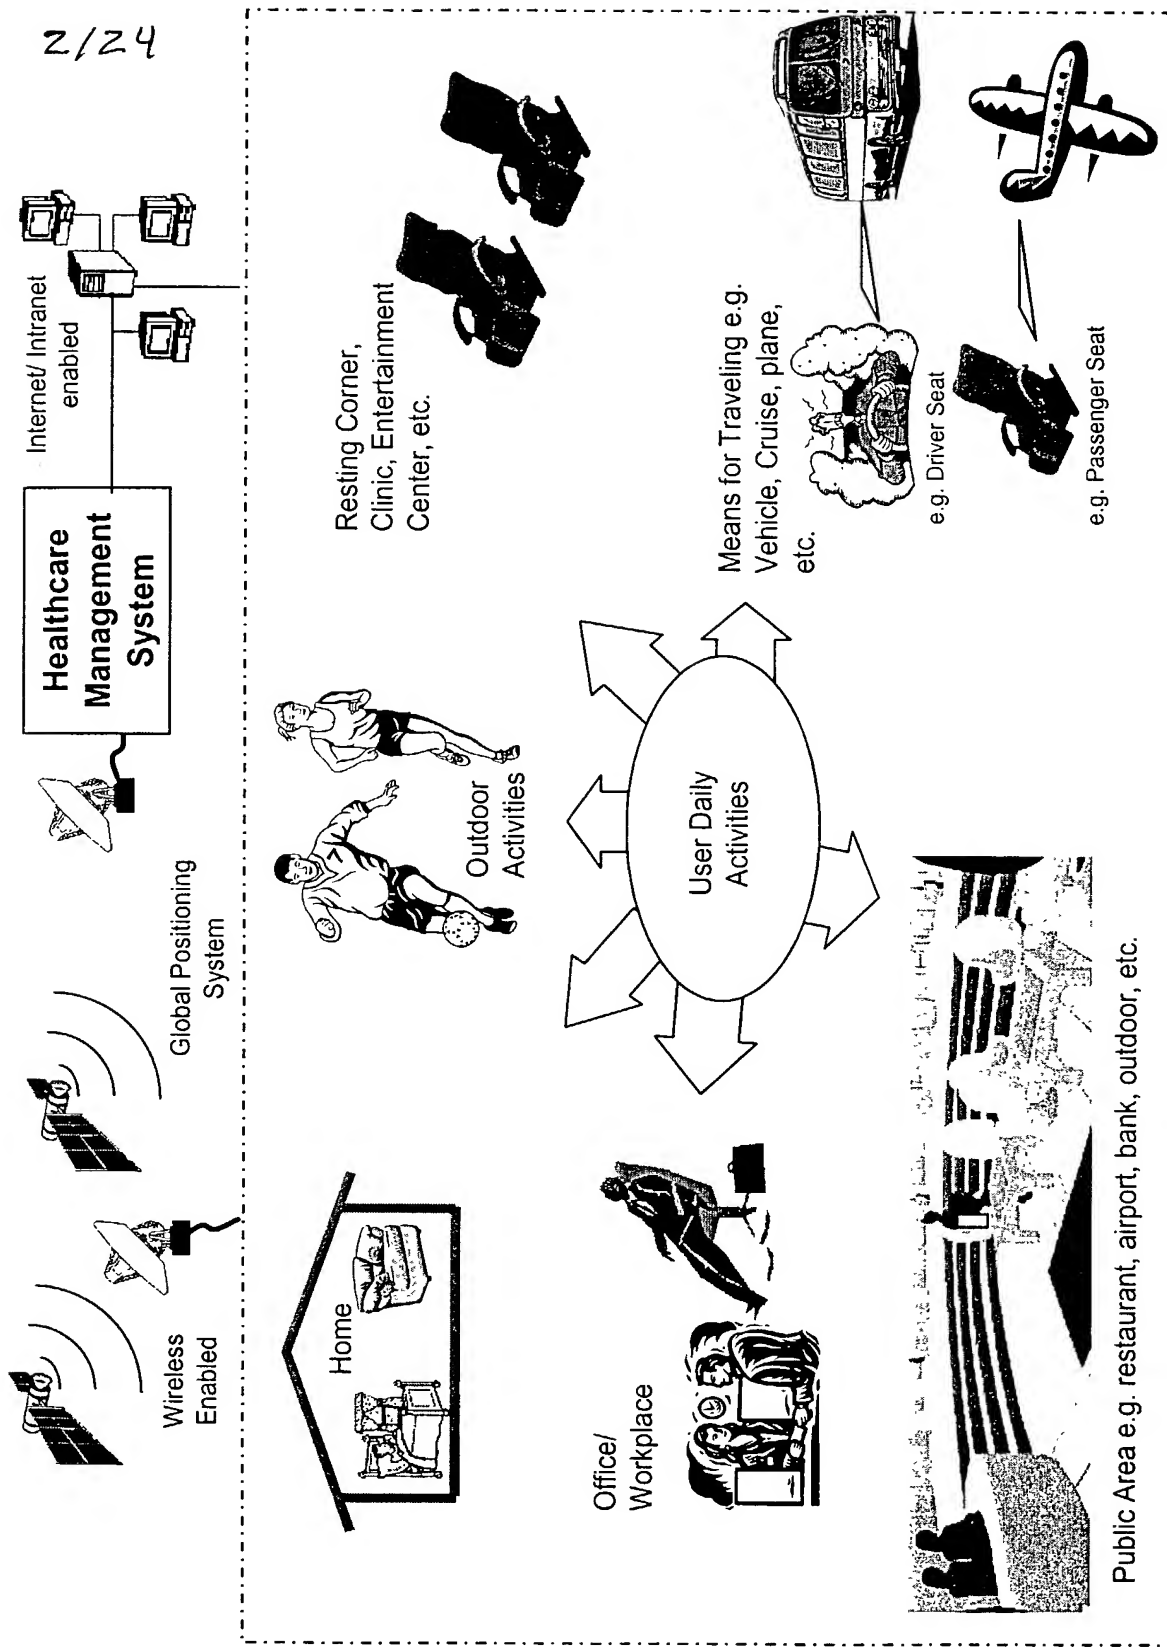 2/24
Wireless
Enabled
Global Positioning
System
Healthcare
Management
System
Internet/ Intranet
enabled
Home
Outdoor
Activities
Resting Corner,
Clinic, Entertainment
Center, etc.
Office/
Workplace
User Daily
Activities
Means for Traveling e.g.
Vehicle, Cruise, plane,
etc.
e.g. Driver Seat
e.g. Passenger Seat
Public Area e.g. restaurant, airport, bank, outdoor, etc.